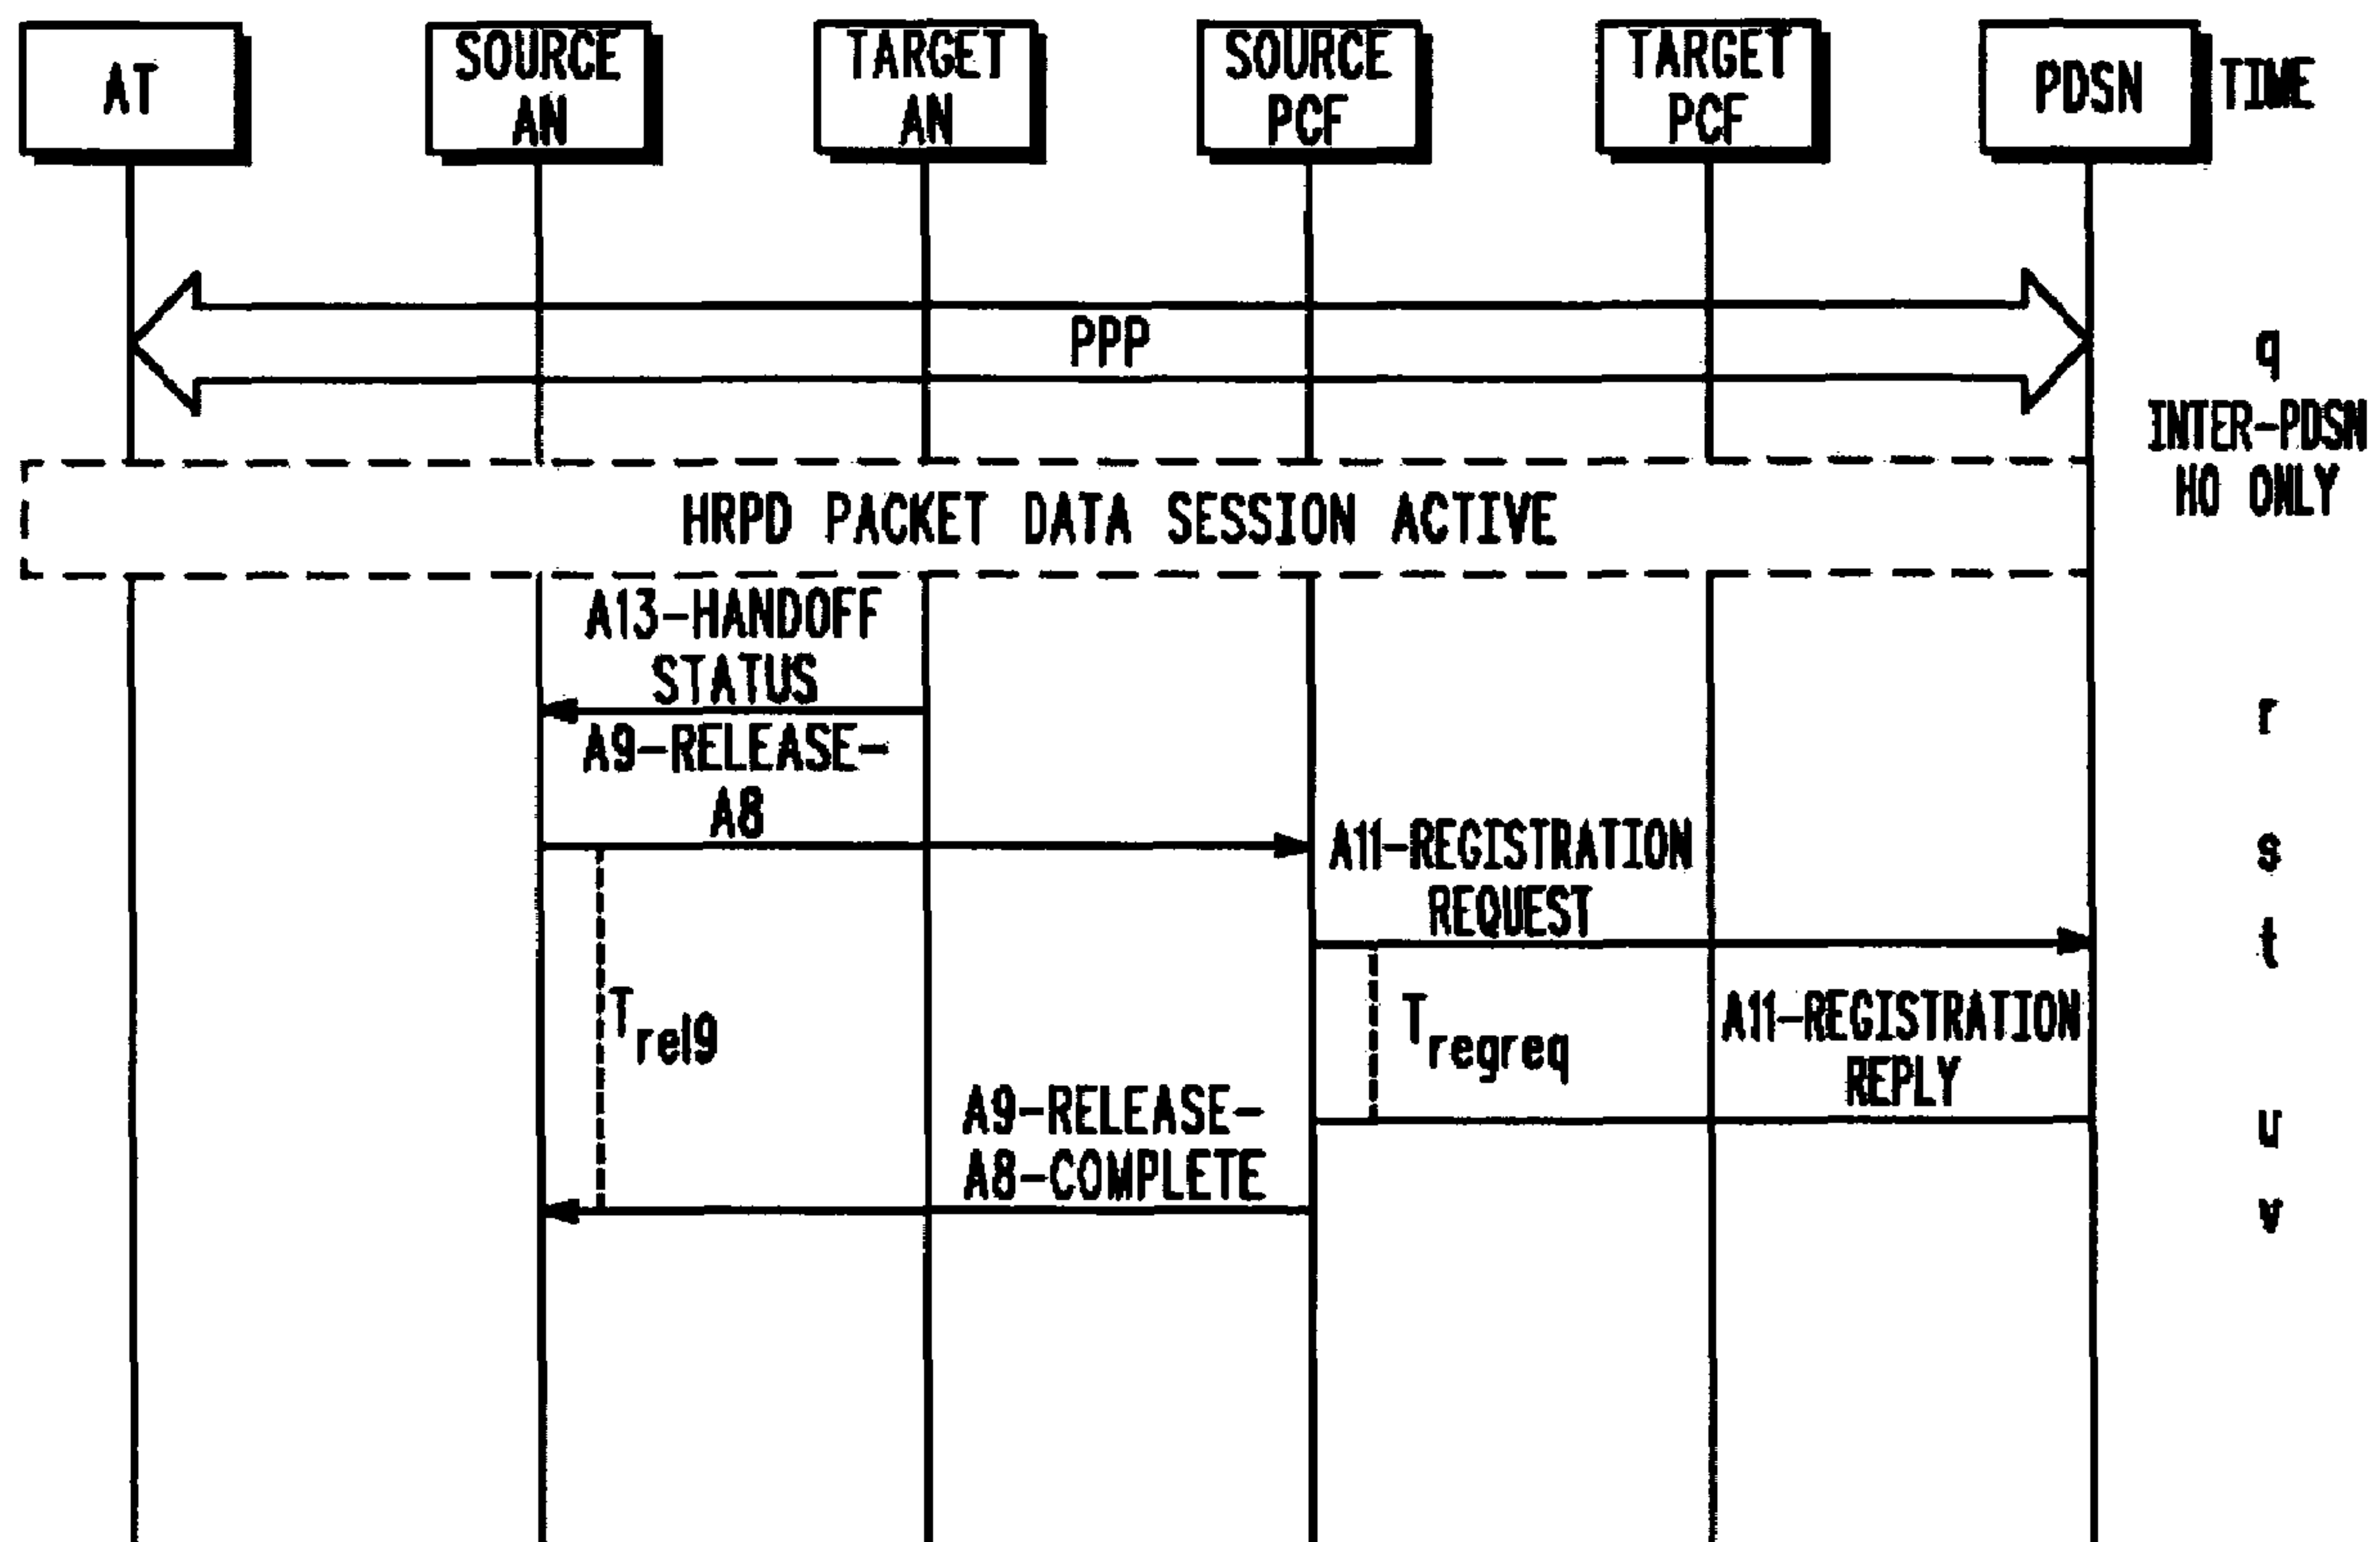 AT
SOURCE
AN
TARGET
AN
SOURCE
PCF
TARGET
PCF
PDSN
TIME
PPP
q
INTER-PDSN
HO ONLY
HRPD PACKET DATA SESSION ACTIVE
A13-HANDOFF
STATUS
r
A9-RELEASE-
A8
s
A11-REGISTRATION
REQUEST
t
Trel9
Tregreq
A11-REGISTRATION
REPLY
u
A9-RELEASE-
A8-COMPLETE
v